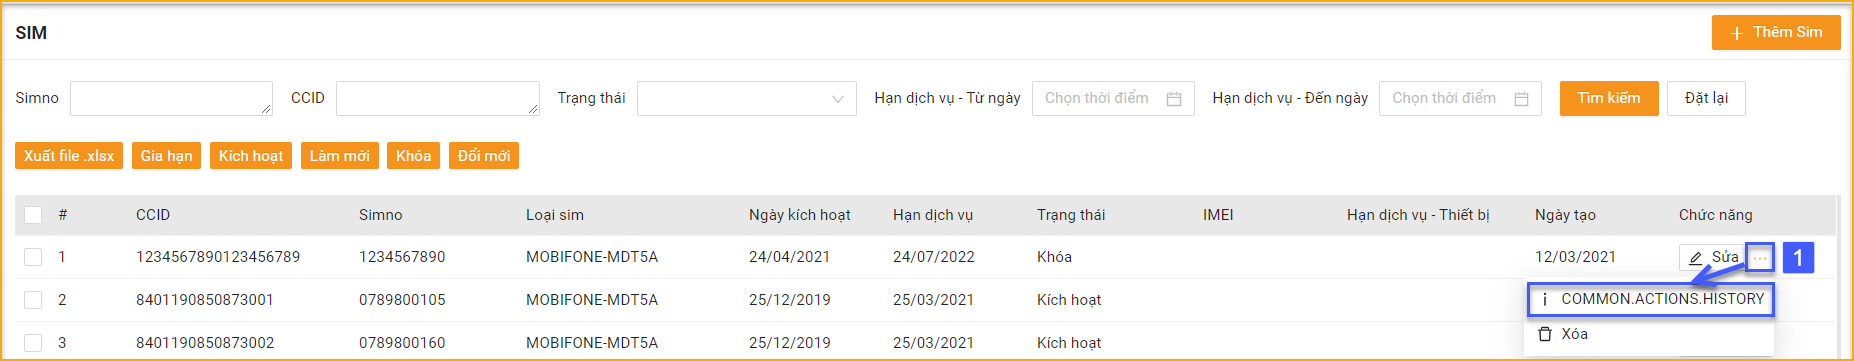 SIM
Thêm Sim
Simno CCID Trạng thái Hạn dịch vụ - Từ ngày Chọn thời điểm Hạn dịch vụ - Đến ngày Chọn thời điểm Tìm kiếm Đặt lại
Xuất file .xlsx Gia hạn Kích hoạt Làm mới Khóa Đổi mới
# CCID Simno Loại sim Ngày kích hoạt Hạn dịch vụ Trạng thái IMEI Hạn dịch vụ - Thiết bị Ngày tạo Chức năng
1 1234567890123456789 1234567890 MOBIFONE-MDT5A 24/04/2021 24/07/2022 Khóa 12/03/2021 Sửa ... 1
2 8401190850873001 0789800105 MOBIFONE-MDT5A 25/12/2019 25/03/2021 Kích hoạt i COMMON.ACTIONS.HISTORY
3 8401190850873002 0789800160 MOBIFONE-MDT5A 25/12/2019 25/03/2021 Kích hoạt Xóa